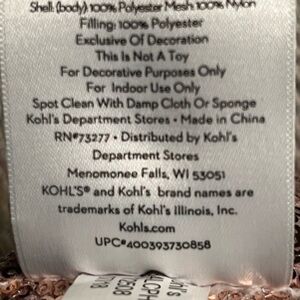 Shell: (body) 100% Polyester Mesh: 100% Nylon
Filling: 100% Polyester
Exclusive Of Decoration
This Is Not A Toy
For Decorative Purposes Only
For Indoor Use Only
Spot Clean With Damp Cloth Or Sponge
Kohl's Department Stores • Made in China
RN#73277 • Distributed by Kohl's
Department Stores
Menomonee Falls, WI 53051
KOHL'S® and Kohl's brand names are
trademarks of Kohl's Illinois, Inc.
Kohls.com
UPC#400393730858